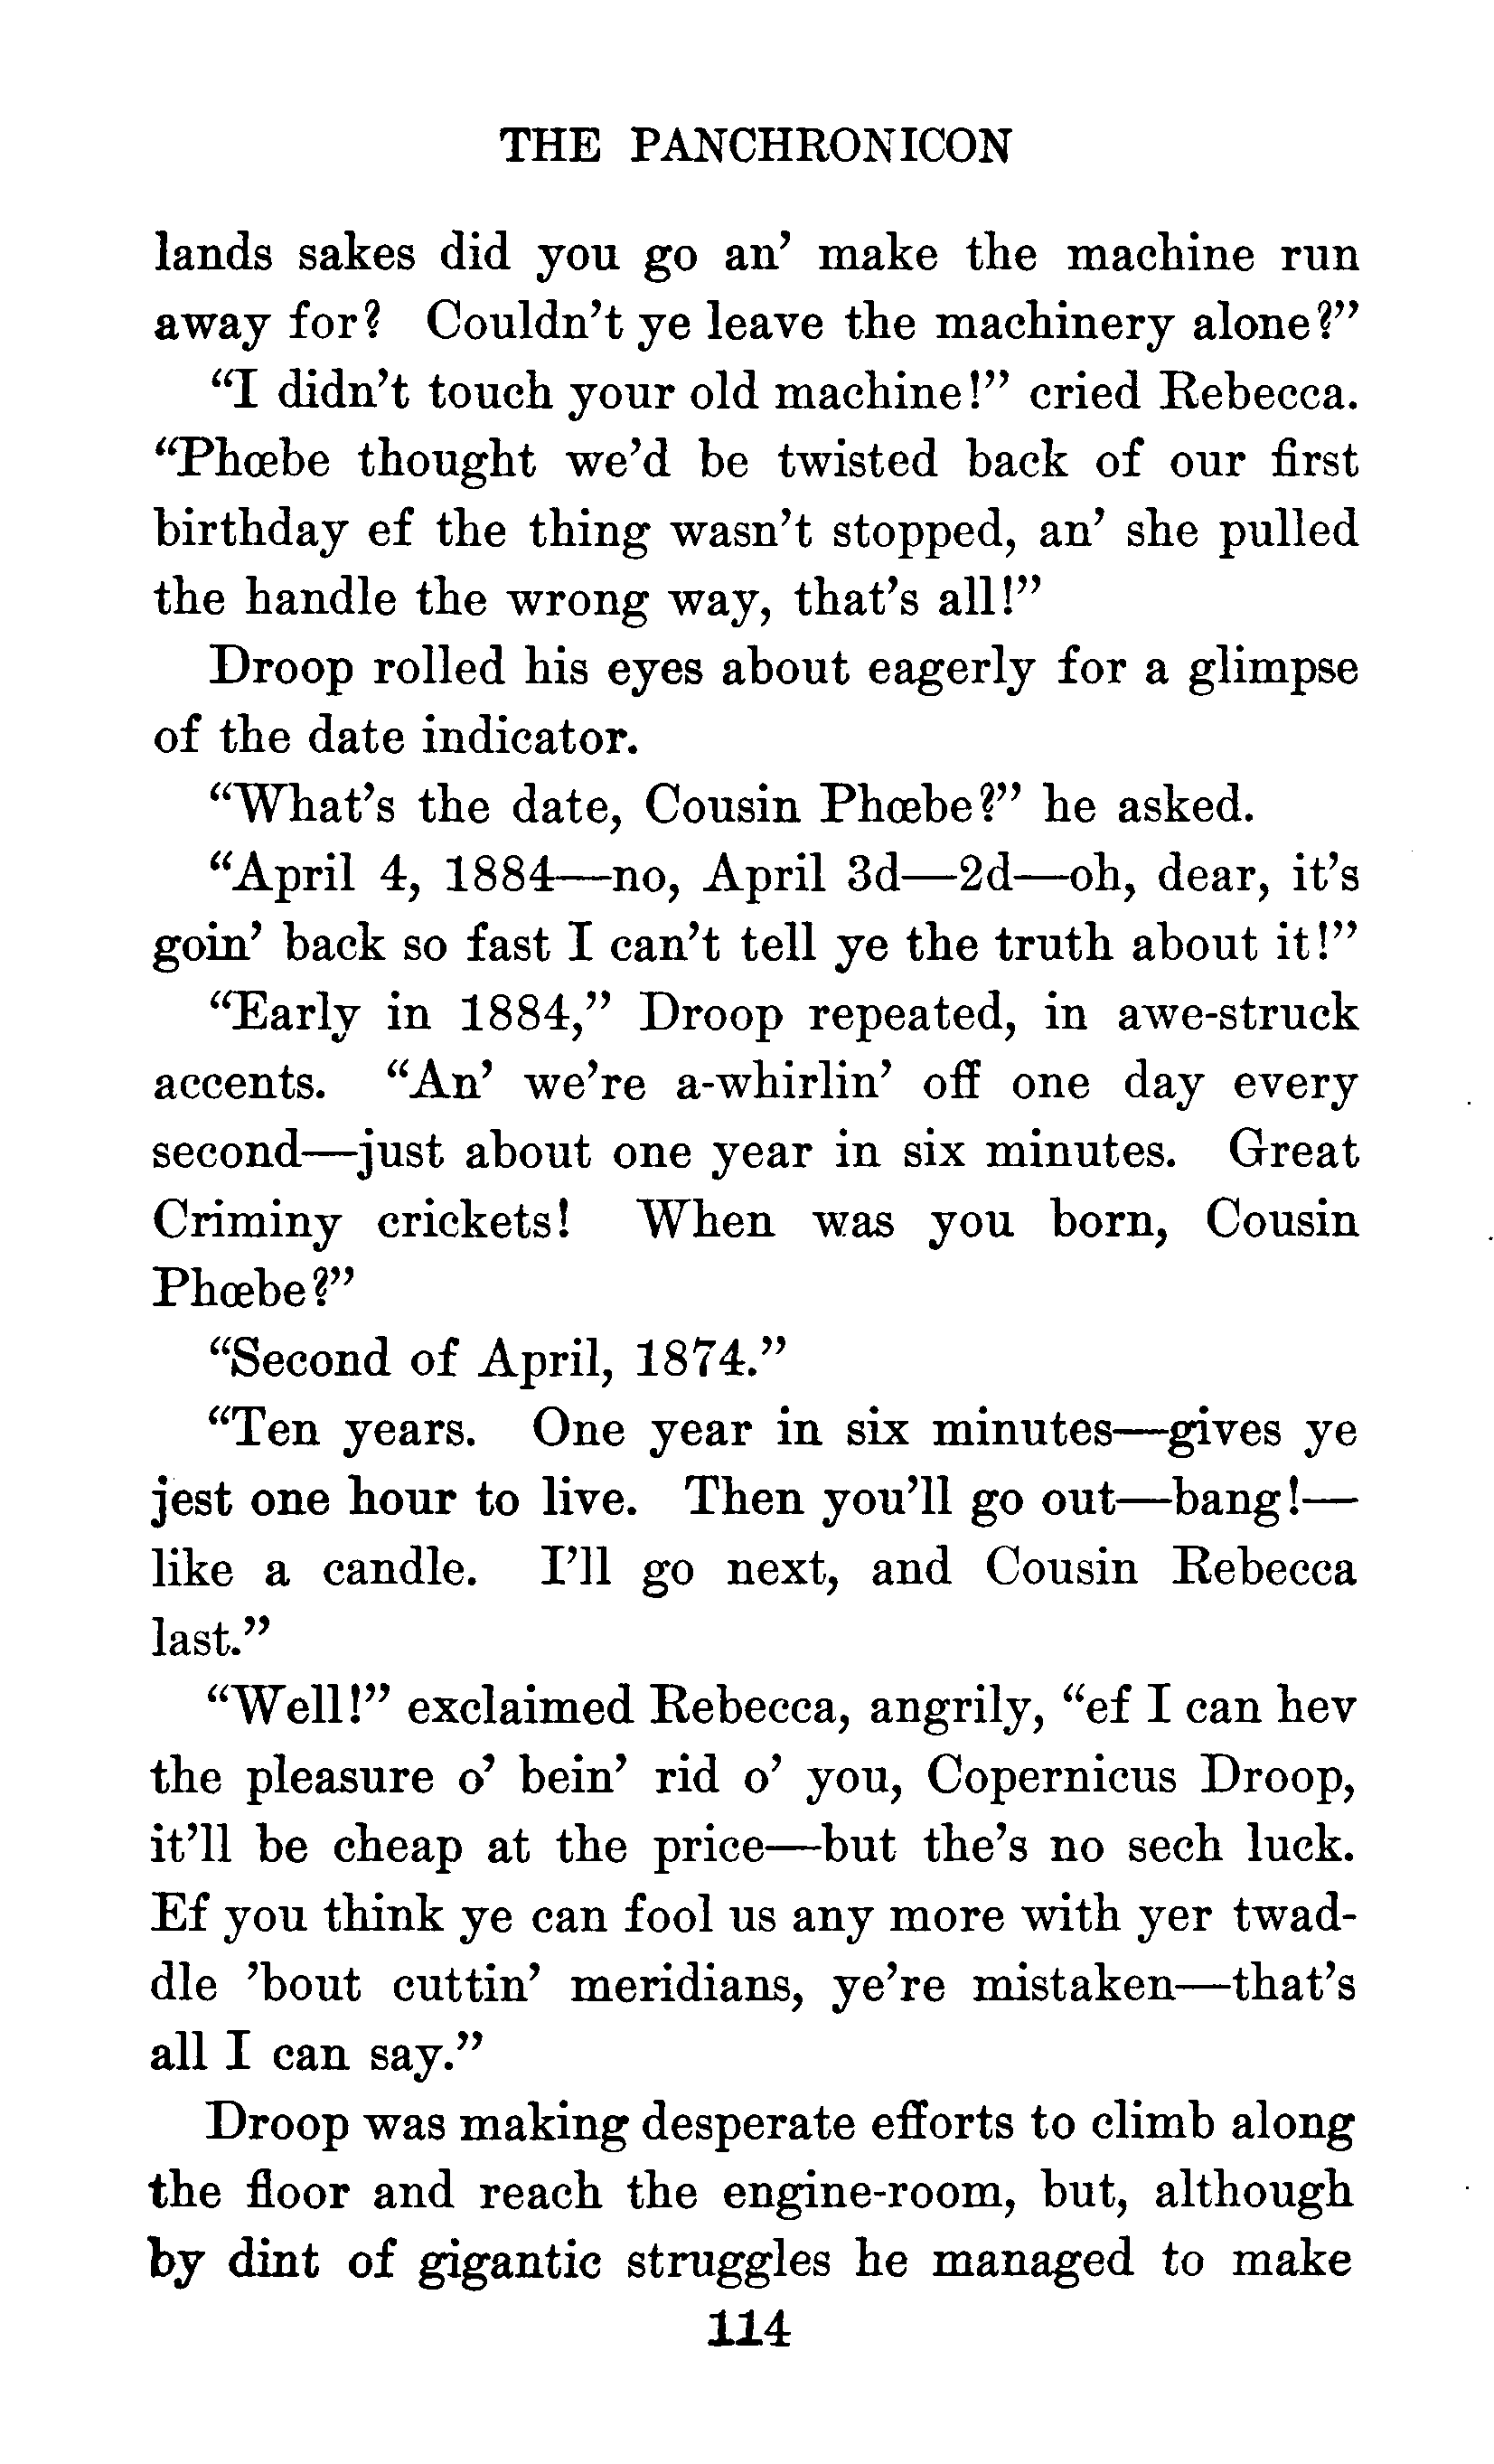 THE PANCHRONICON
lands sakes did you go an’ make the machine run
away for? Couldn’t ye leave the machinery alone?”
“I didn’t touch your old machine!” cried Rebecca.
“Phœbe thought we’d be twisted back of our first
birthday ef the thing wasn’t stopped, an’ she pulled
the handle the wrong way, that’s all!”
Droop rolled his eyes about eagerly for a glimpse
of the date indicator.
“What’s the date, Cousin Phœbe?” he asked.
“April 4, 1884—no, April 3d—2d—oh, dear, it’s
goin’ back so fast I can’t tell ye the truth about it!”
“Early in 1884,” Droop repeated, in awe-struck
accents. “An’ we’re a-whirlin’ off one day every
second—just about one year in six minutes. Great
Criminy crickets! When was you born, Cousin
Phœbe?”
“Second of April, 1874.”
“Ten years. One year in six minutes—gives ye
jest one hour to live. Then you’ll go out—bang!—
like a candle. I’ll go next, and Cousin Rebecca
last.”
“Well!” exclaimed Rebecca, angrily, “ef I can hev
the pleasure o’ bein’ rid o’ you, Copernicus Droop,
it’ll be cheap at the price—but the’s no sech luck.
Ef you think ye can fool us any more with yer twad-
dle ’bout cuttin’ meridians, ye’re mistaken—that’s
all I can say.”
Droop was making desperate efforts to climb along
the floor and reach the engine-room, but, although
by dint of gigantic struggles he managed to make
114